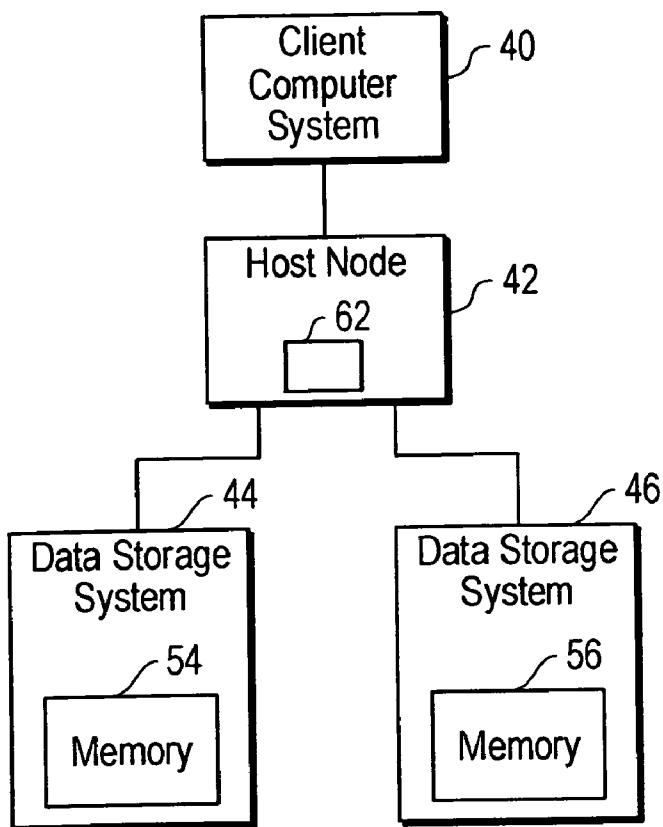 Client
Computer
System
40
Host Node
42
62
44
Data Storage
System
54
Memory
46
Data Storage
System
56
Memory